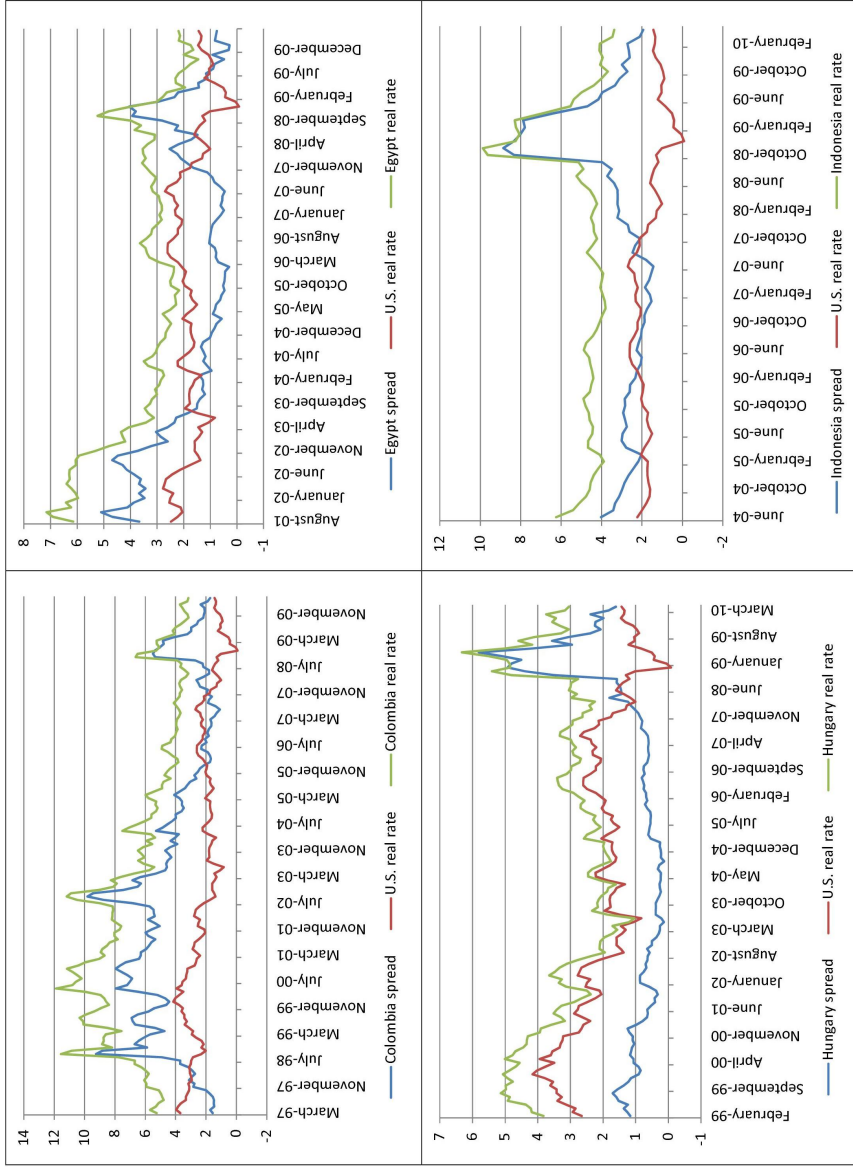 7
6
5
4
3
2
1
0
-1
February-99
September-99
April-00
November-00
June-01
January-02
August-02
March-03
October-03
May-04
December-04
July-05
February-06
September-06
April-07
November-07
June-08
January-09
August-09
March-10
Hungary spread
U.S. real rate
Hungary real rate
14
12
10
8
6
4
2
0
-2
March-97
November-97
July-98
March-99
November-99
July-00
March-01
November-01
July-02
March-03
November-03
July-04
March-05
November-05
July-06
March-07
November-07
July-08
March-09
November-09
Colombia spread
U.S. real rate
Colombia real rate
12
10
8
6
4
2
0
-2
June-04
October-04
February-05
June-05
October-05
February-06
June-06
October-06
February-07
June-07
October-07
February-08
June-08
October-08
February-09
June-09
October-09
February-10
Indonesia spread
U.S. real rate
Indonesia real rate
8
7
6
5
4
3
2
1
0
-1
August-01
January-02
June-02
November-02
April-03
September-03
February-04
July-04
December-04
May-05
October-05
March-06
August-06
January-07
June-07
November-07
April-08
September-08
February-09
July-09
December-09
Egypt spread
U.S. real rate
Egypt real rate